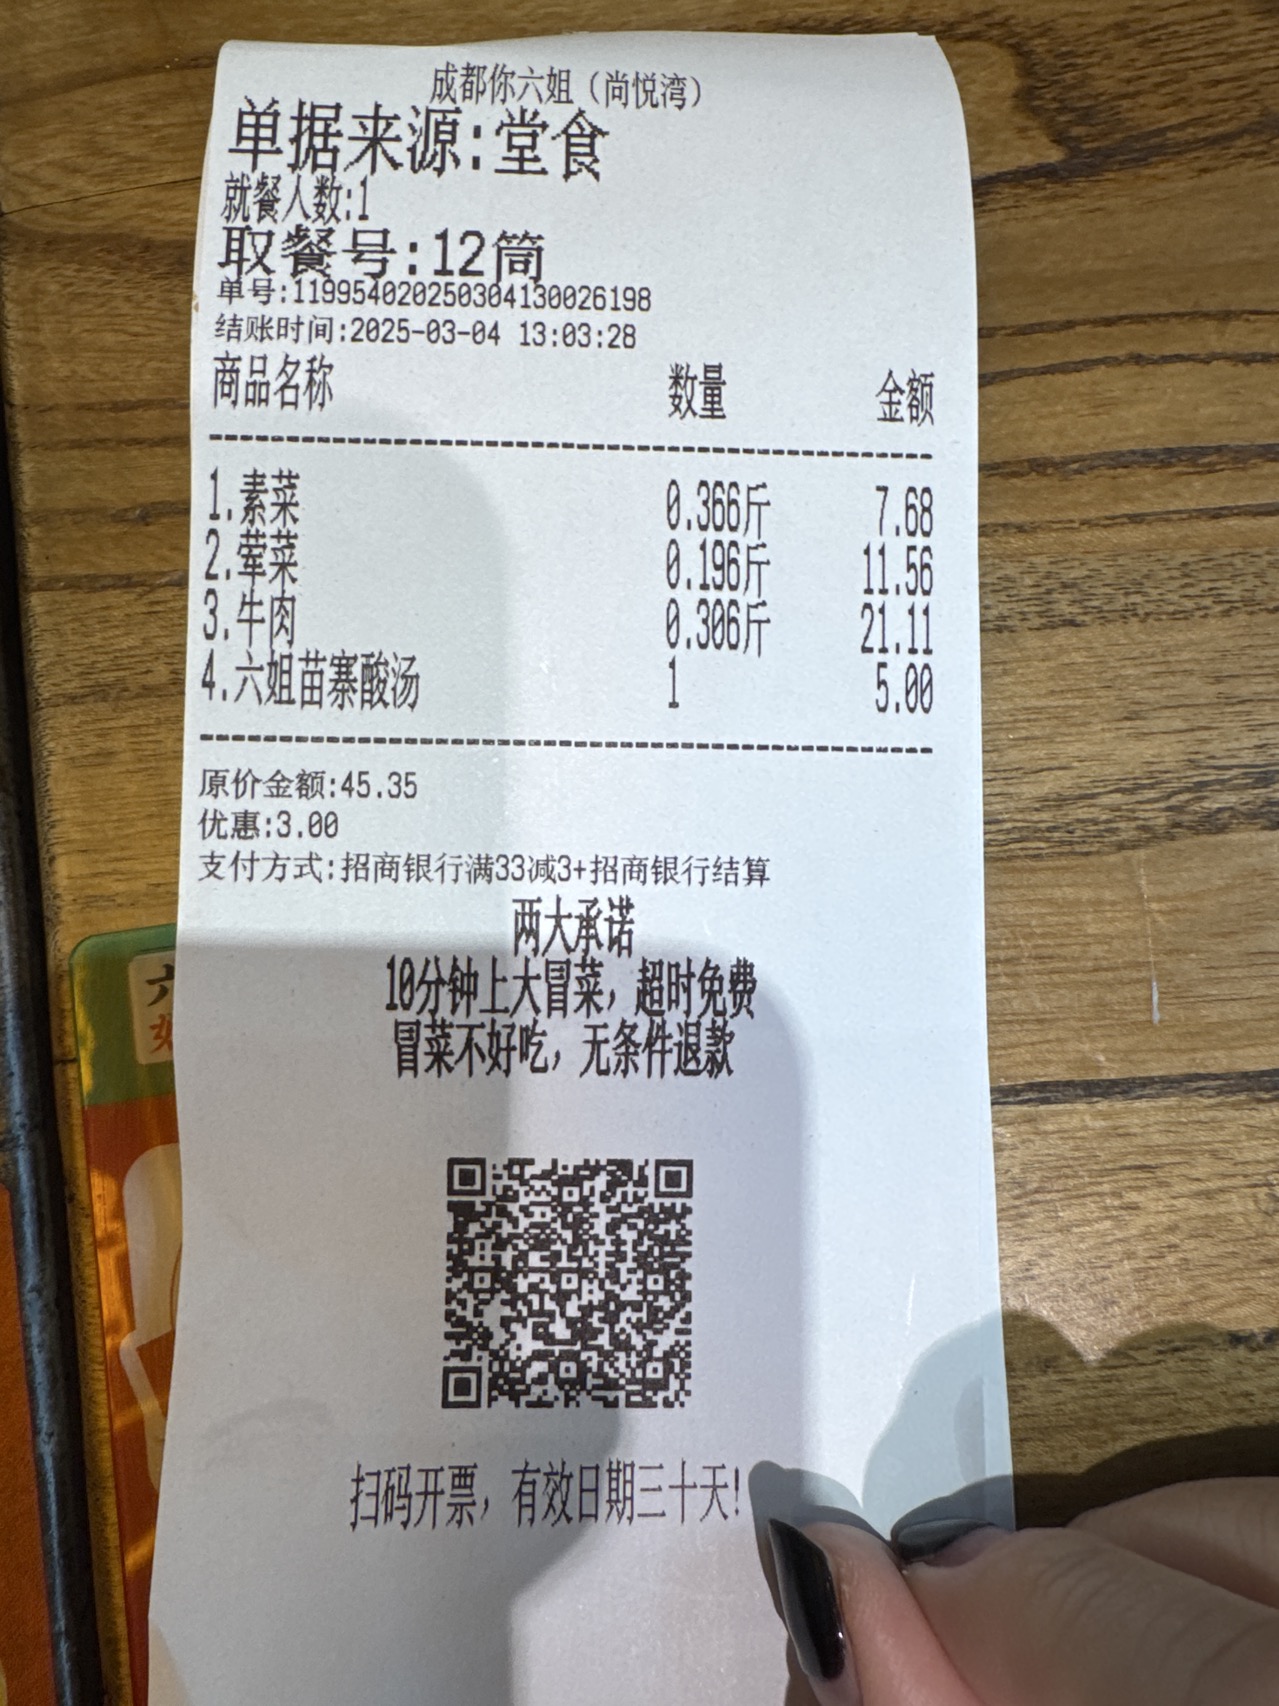 成都你六姐（尚悦湾）
单据来源:堂食
就餐人数:1
取餐号:12筒
单号:119954020250304130026198
结账时间:2025-03-04 13:03:28
商品名称 数量 金额
1.素菜 0.366斤 7.68
2.荤菜 0.196斤 11.56
3.牛肉 0.306斤 21.11
4.六姐苗寨酸汤 1 5.00
原价金额:45.35
优惠:3.00
支付方式:招商银行满33减3+招商银行结算
两大承诺
10分钟上大冒菜，超时免费
冒菜不好吃，无条件退款
扫码开票，有效日期三十天!
六